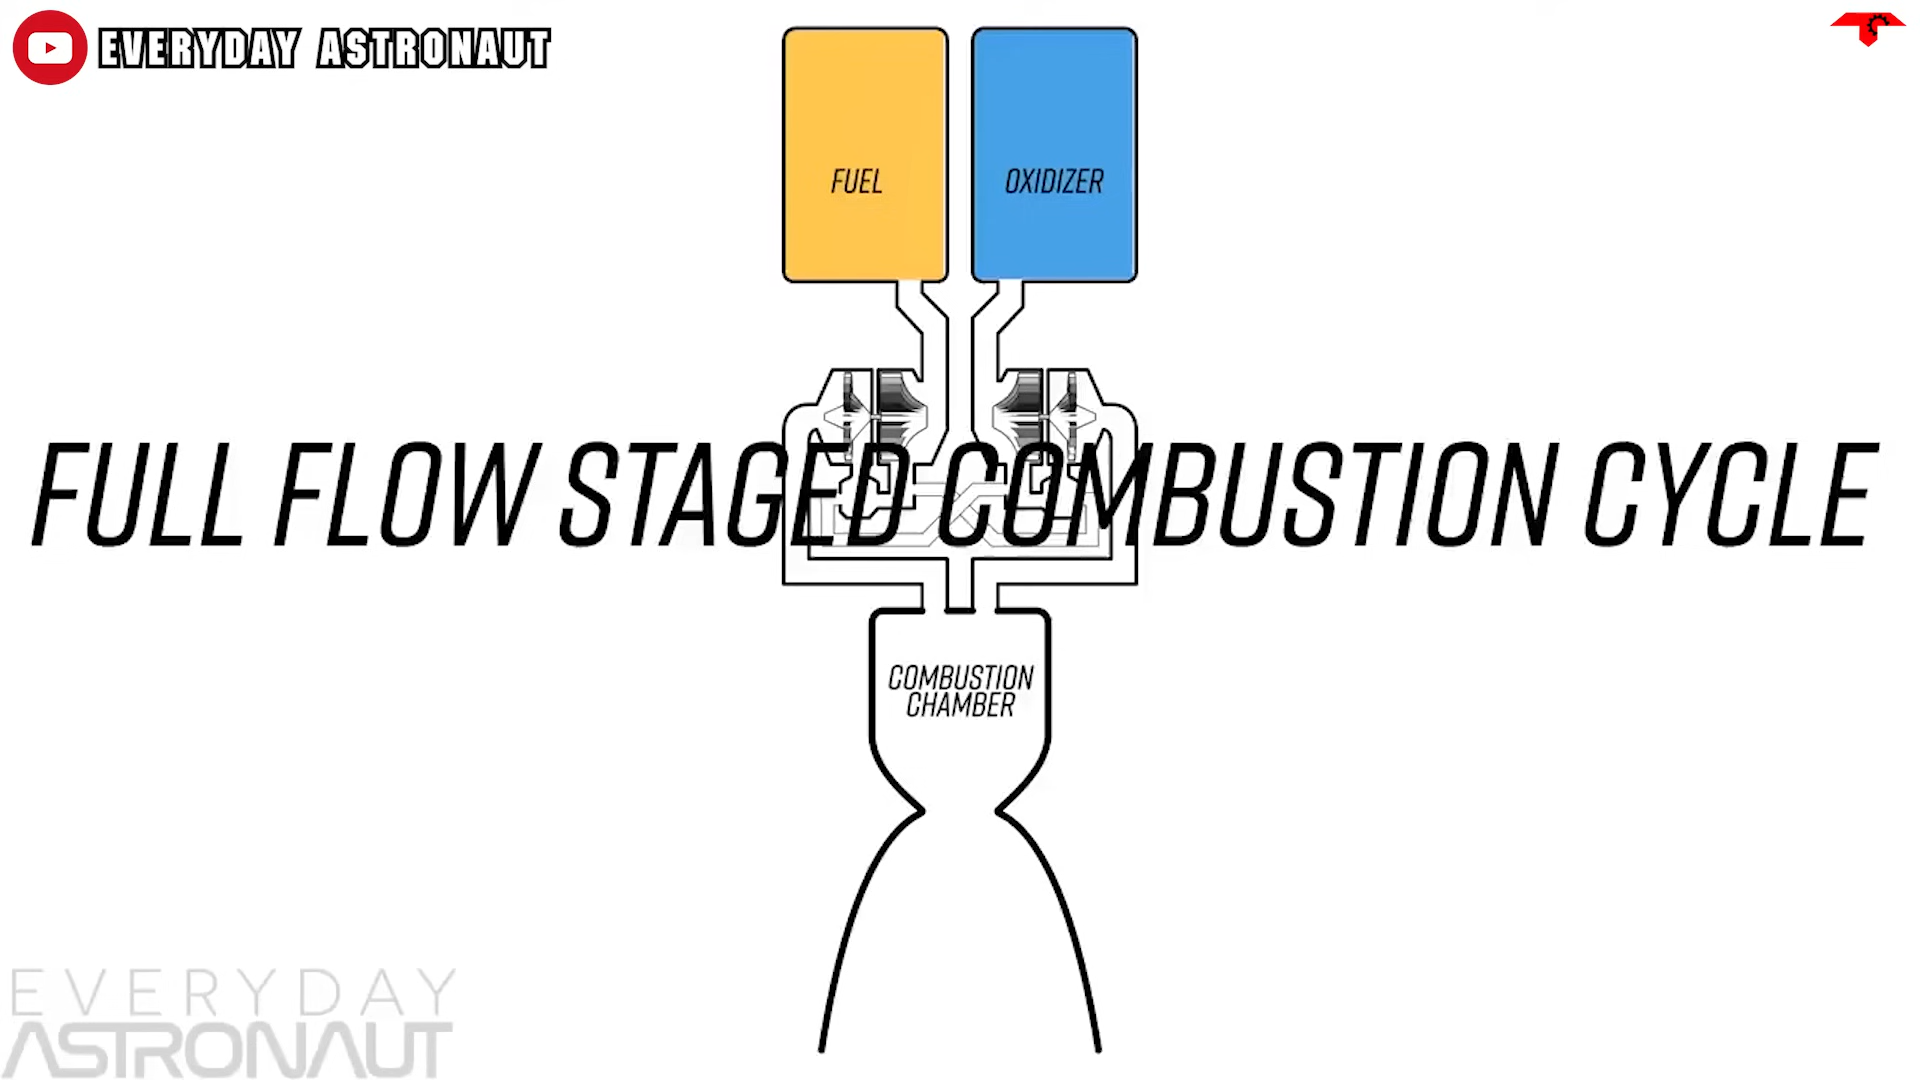 EVERYDAY ASTRONAUT
FUEL
OXIDIZER
FULL FLOW STAGED COMBUSTION CYCLE
COMBUSTION
CHAMBER
EVERYDAY
ASTRONAUT